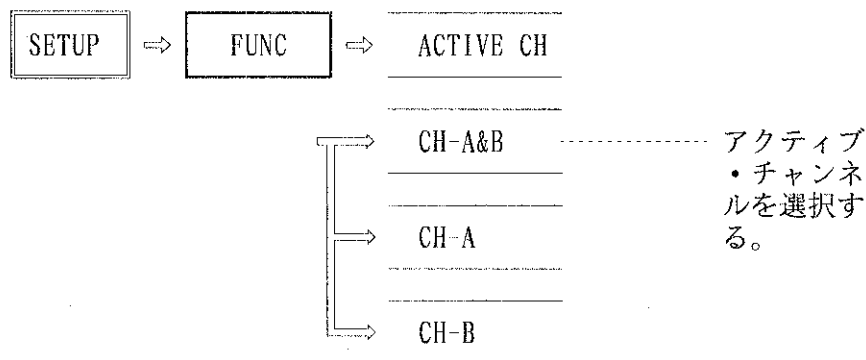 SETUP ⇨ FUNC ⇨ ACTIVE CH
CH-A&B アクティブ
・チャンネ
ルを選択す
る。
CH-A
CH-B